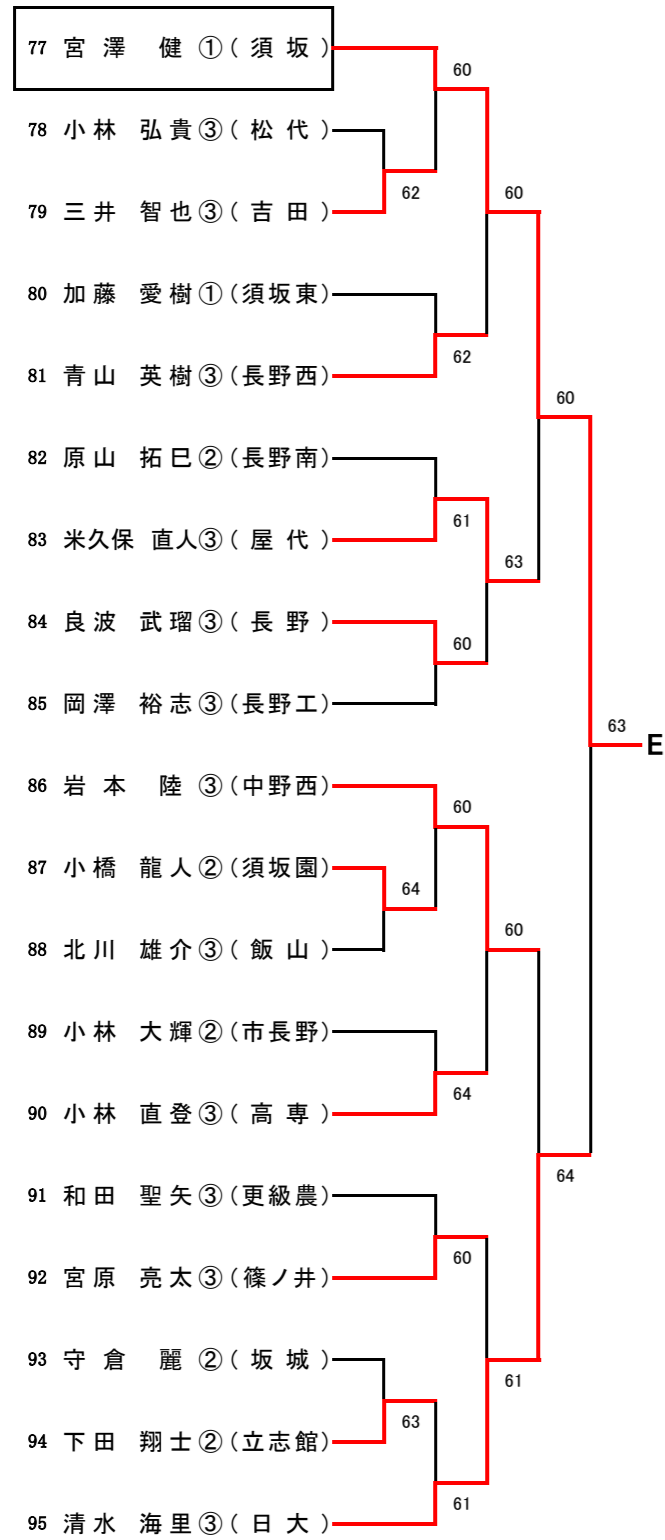 77 宮澤 健 ①(須坂)
60
78 小林 弘貴③(松代)
62
60
79 三井 智也③(吉田)
80 加藤 愛樹①(須坂東)
62
81 青山 英樹③(長野西)
60
82 原山 拓巳②(長野南)
61
83 米久保 直人③(屋代)
63
84 良波 武瑠③(長野)
60
85 岡澤 裕志③(長野工)
63
E
86 岩本 陸 ③(中野西)
60
87 小橋 龍人②(須坂園)
64
60
88 北川 雄介③(飯山)
89 小林 大輝②(市長野)
64
90 小林 直登③(高専)
64
91 和田 聖矢③(更級農)
60
92 宮原 亮太③(篠ノ井)
93 守倉 麗 ②(坂城)
61
63
94 下田 翔士②(立志館)
61
95 清水 海里③(日大)